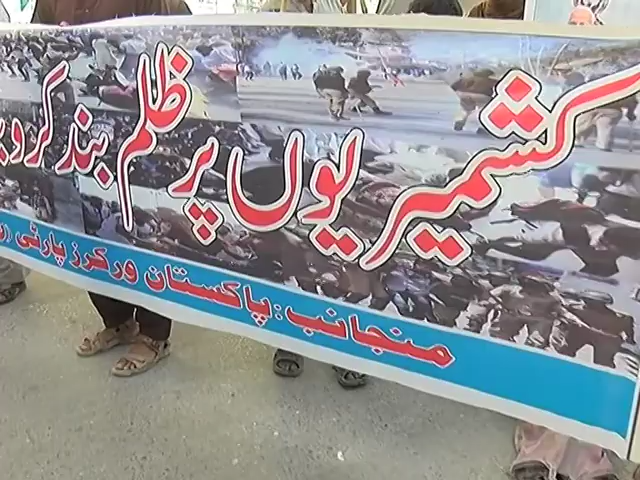 کشمیریوں پر ظلم بند کرو
منجانب: پاکستان ورکرز پارٹی